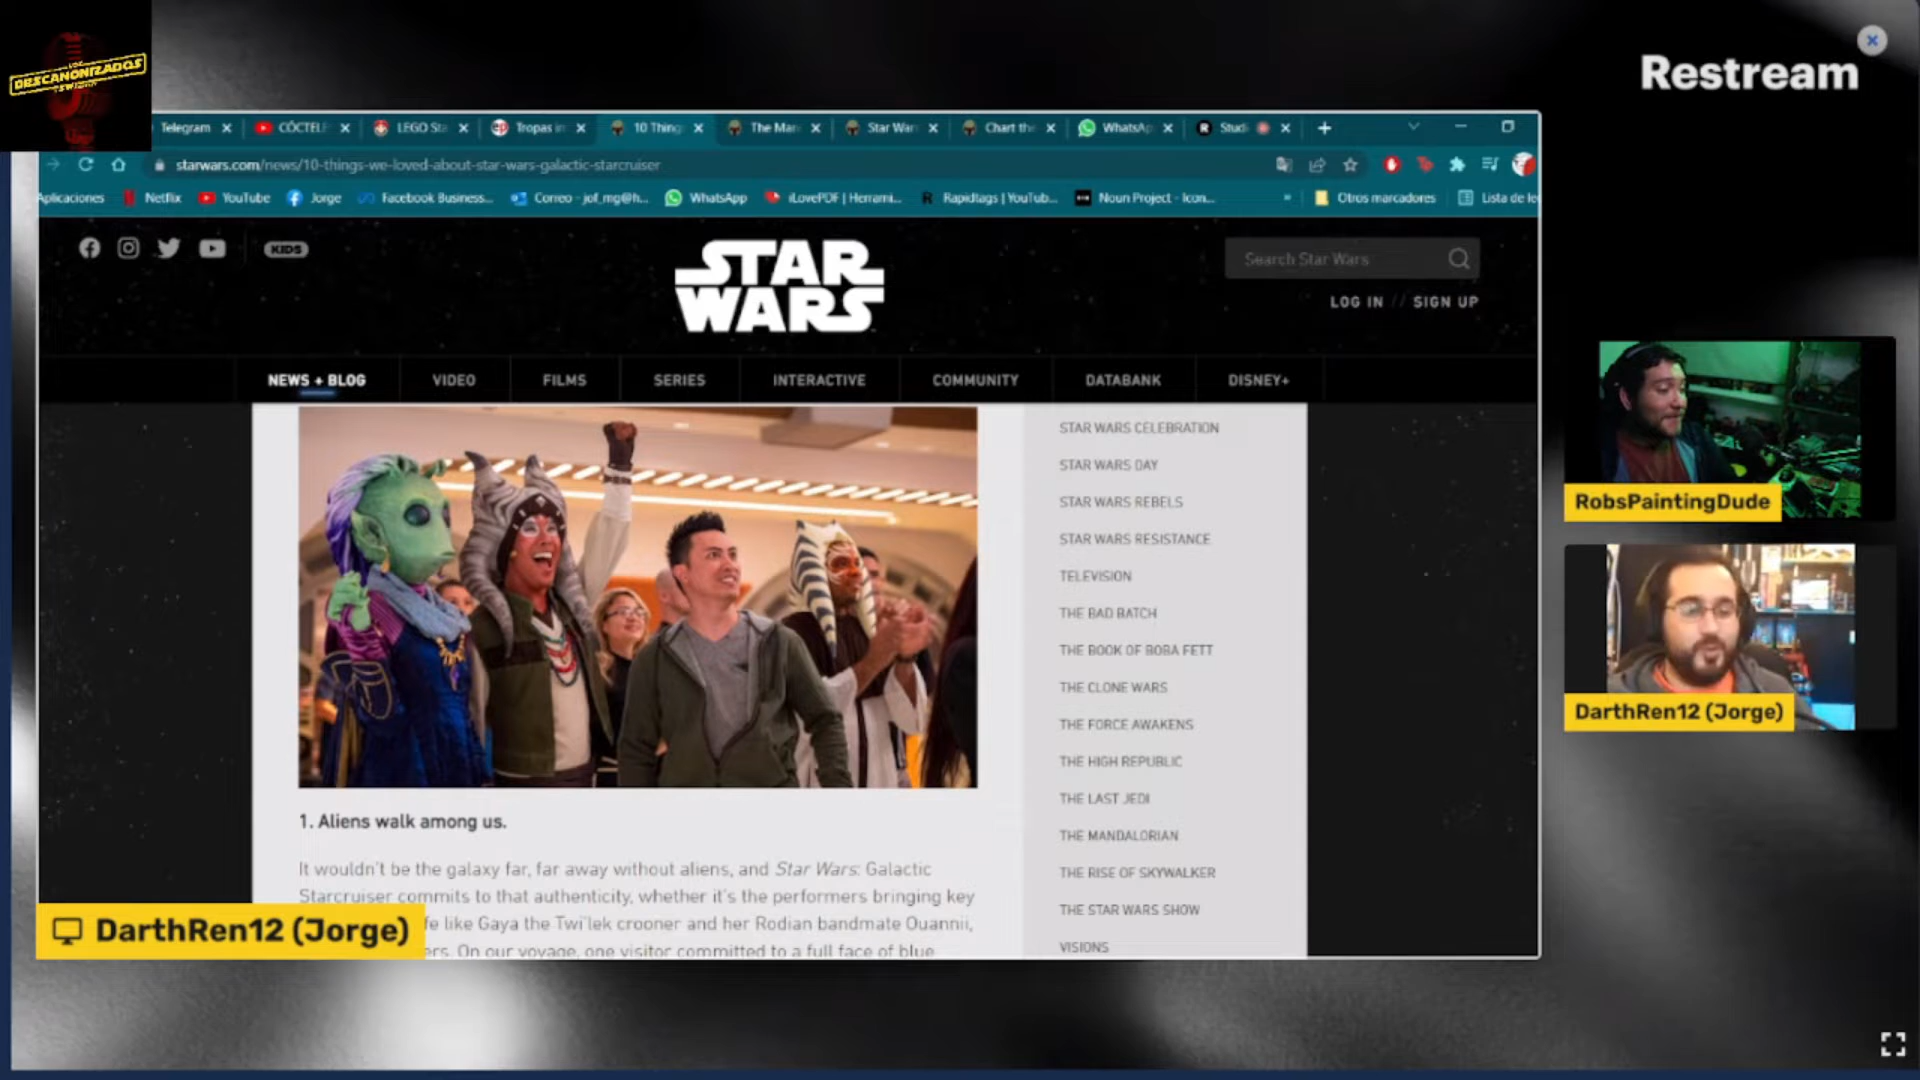 DESCANONIZADOS
Restream
Telegram
CÓCTEL
LEGO Sta
Tropas in
10 Thing
The Man
Star War
Chart the
WhatsAp
Studi
starwars.com/news/10-things-we-loved-about-star-wars-galactic-starcruiser
Aplicaciones
Netflix
YouTube
Jorge
Facebook Business...
Correo - jof_mg@h...
WhatsApp
iLovePDF | Herrami...
Rapidtags | YouTub...
Noun Project - Icon...
»
Otros marcadores
Lista de le
KIDS
STAR
WARS
Search Star Wars
LOG IN // SIGN UP
NEWS + BLOG
VIDEO
FILMS
SERIES
INTERACTIVE
COMMUNITY
DATABANK
DISNEY+
STAR WARS CELEBRATION
STAR WARS DAY
STAR WARS REBELS
STAR WARS RESISTANCE
TELEVISION
THE BAD BATCH
THE BOOK OF BOBA FETT
THE CLONE WARS
THE FORCE AWAKENS
THE HIGH REPUBLIC
THE LAST JEDI
THE MANDALORIAN
THE RISE OF SKYWALKER
THE STAR WARS SHOW
VISIONS
1. Aliens walk among us.
It wouldn't be the galaxy far, far away without aliens, and Star Wars: Galactic
Starcruiser commits to that authenticity, whether it's the performers bringing key
fe like Gaya the Twi'lek crooner and her Rodian bandmate Ouannii,
ers. On our voyage, one visitor committed to a full face of blue
DarthRen12 (Jorge)
RobsPaintingDude
DarthRen12 (Jorge)